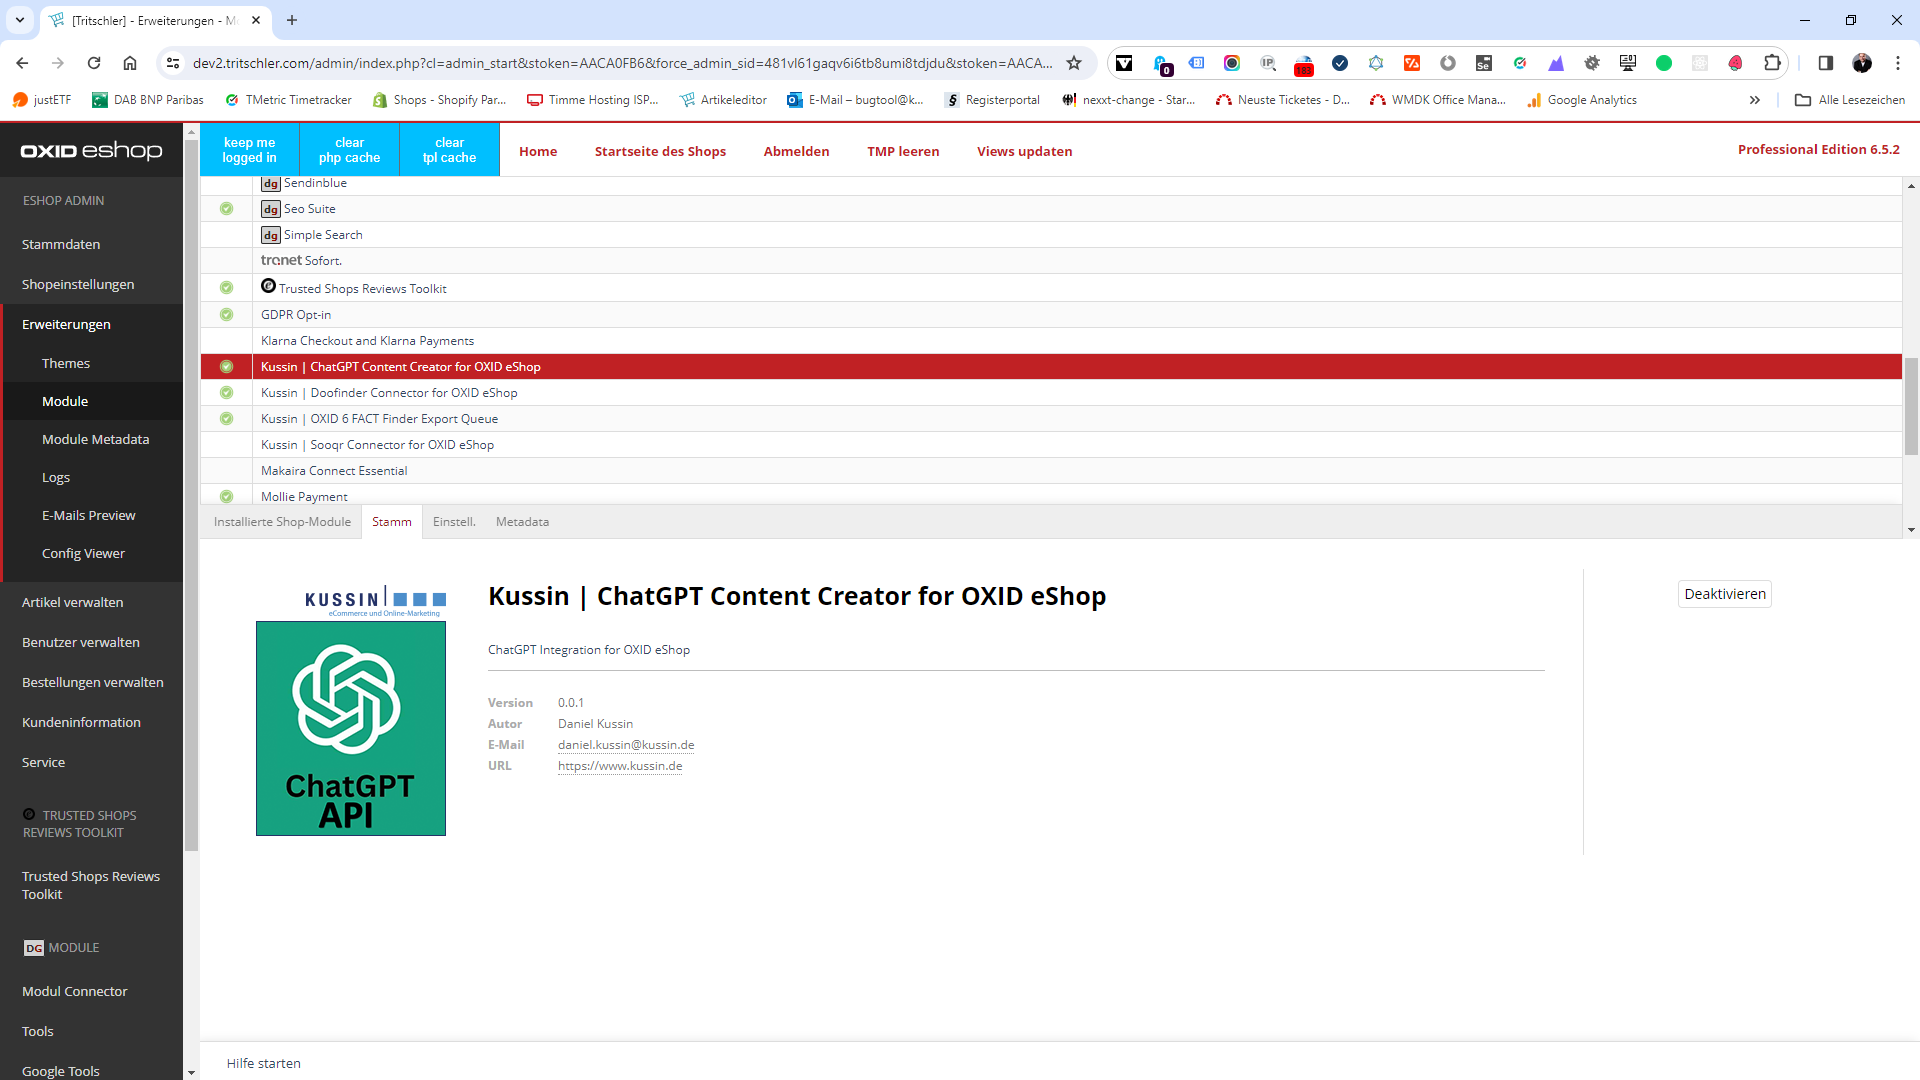 [Tritschler] - Erweiterungen - M
dev2.tritschler.com/admin/index.php?cl=admin_start&stoken=AACA0FB6&force_admin_sid=481vl61gaqv6i6tb8umi8tdjdu&stoken=AACA...
0
183
justETF
DAB BNP Paribas
TMetric Timetracker
Shops - Shopify Par...
Timme Hosting ISP...
Artikeleditor
E-Mail – bugtool@k...
Registerportal
nexxt-change - Star...
Neuste Ticketes - D...
WMDK Office Mana...
Google Analytics
Alle Lesezeichen
OXID eshop
keep me
logged in
clear
php cache
clear
tpl cache
Home
Startseite des Shops
Abmelden
TMP leeren
Views updaten
Professional Edition 6.5.2
ESHOP ADMIN
Stammdaten
Shopeinstellungen
Erweiterungen
Themes
Module
Module Metadata
Logs
E-Mails Preview
Config Viewer
Artikel verwalten
Benutzer verwalten
Bestellungen verwalten
Kundeninformation
Service
TRUSTED SHOPS
REVIEWS TOOLKIT
Trusted Shops Reviews
Toolkit
DG MODULE
Modul Connector
Tools
Google Tools
dg Sendinblue
dg Seo Suite
dg Simple Search
tronet Sofort.
Trusted Shops Reviews Toolkit
GDPR Opt-in
Klarna Checkout and Klarna Payments
Kussin | ChatGPT Content Creator for OXID eShop
Kussin | Doofinder Connector for OXID eShop
Kussin | OXID 6 FACT Finder Export Queue
Kussin | Sooqr Connector for OXID eShop
Makaira Connect Essential
Mollie Payment
Installierte Shop-Module
Stamm
Einstell.
Metadata
KUSSIN
eCommerce und Online-Marketing
ChatGPT
API
Kussin | ChatGPT Content Creator for OXID eShop
ChatGPT Integration for OXID eShop
Version 0.0.1
Autor Daniel Kussin
E-Mail daniel.kussin@kussin.de
URL https://www.kussin.de
Deaktivieren
Hilfe starten